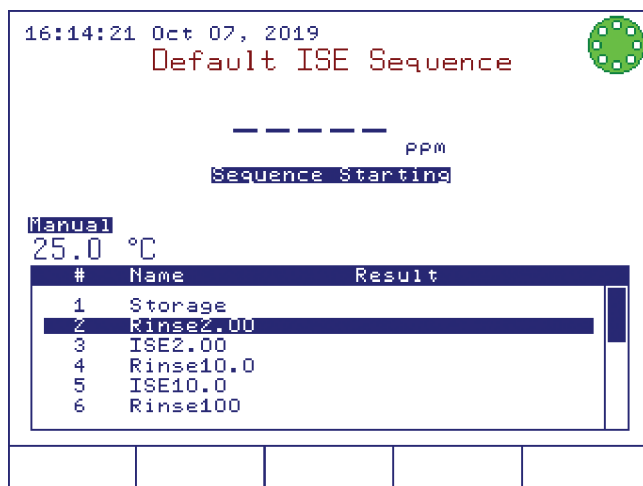 16:14:21 Oct 07, 2019
Default ISE Sequence
-----
ppm
Sequence Starting
Manual
25.0 °C
# Name Result
1 Storage
2 Rinse2.00
3 ISE2.00
4 Rinse10.0
5 ISE10.0
6 Rinse100